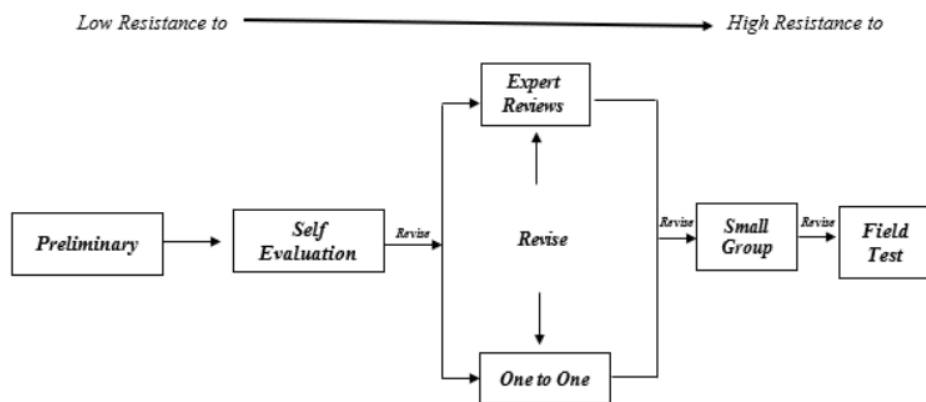 Low Resistance to
High Resistance to
Expert
Reviews
Preliminary
Self
Evaluation
Revise
Revise
Revise
Small
Group
Revise
Field
Test
One to One